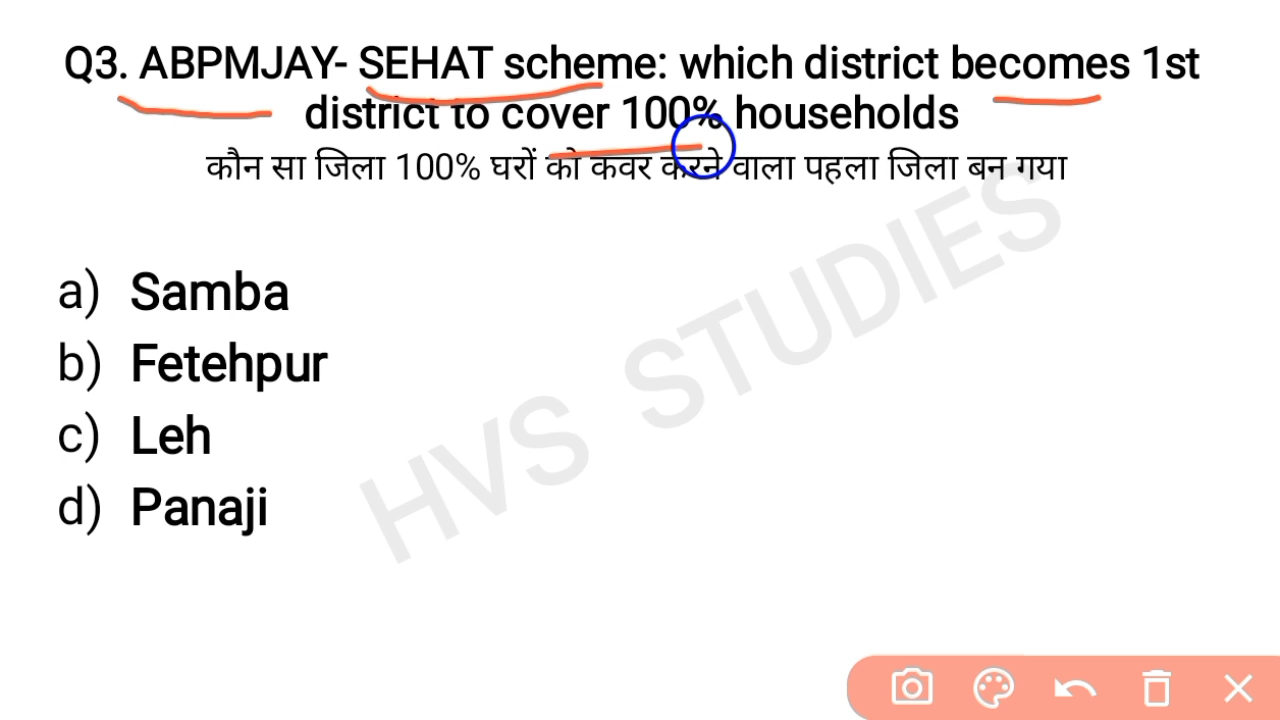 Q3. ABPMJAY- SEHAT scheme: which district becomes 1st
district to cover 100% households
कौन सा जिला 100% घरों को कवर करने वाला पहला जिला बन गया
a) Samba
b) Fetehpur
c) Leh
d) Panaji
HVS STUDIES